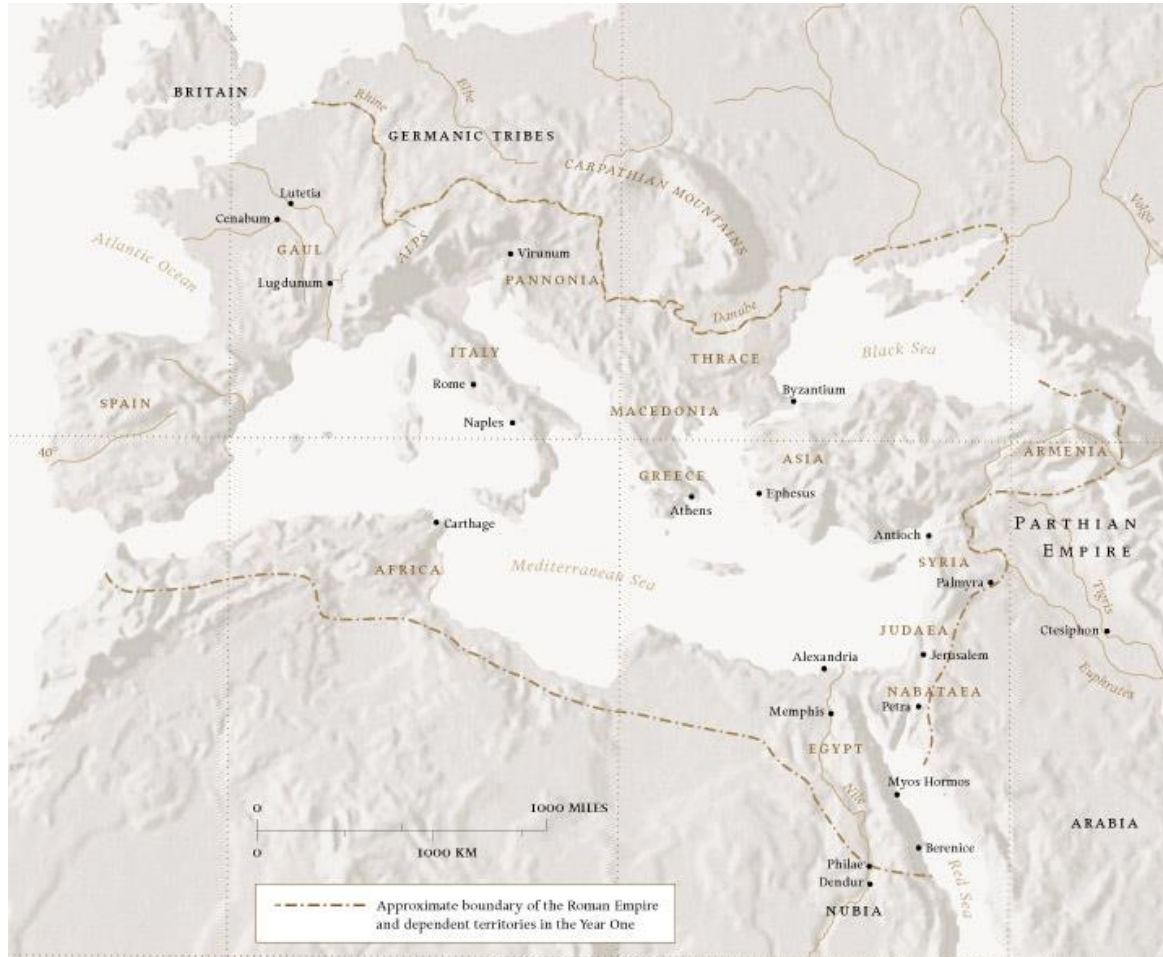 BRITAIN
Rhine
Elbe
GERMANIC TRIBES
CARPATHIAN MOUNTAINS
Volga
Lutetia
Cenabum
GAUL
Lugdunum
Atlantic Ocean
ALPS
Virunum
PANNONIA
Danube
THRACE
Black Sea
ITALY
Rome
Naples
Byzantium
MACEDONIA
SPAIN
40°
ASIA
ARMENIA
GREECE
Athens
Ephesus
Carthage
Antioch
PARTHIAN
EMPIRE
AFRICA
Mediterranean Sea
SYRIA
Palmyra
Tigris
JUDAEA
Ctesiphon
Jerusalem
Alexandria
Euphrates
NABATAEA
Petra
Memphis
EGYPT
Nile
Myos Hormos
0
1000 MILES
0
1000 KM
ARABIA
Berenice
Red Sea
Philae
Dendur
NUBIA
Approximate boundary of the Roman Empire
and dependent territories in the Year One